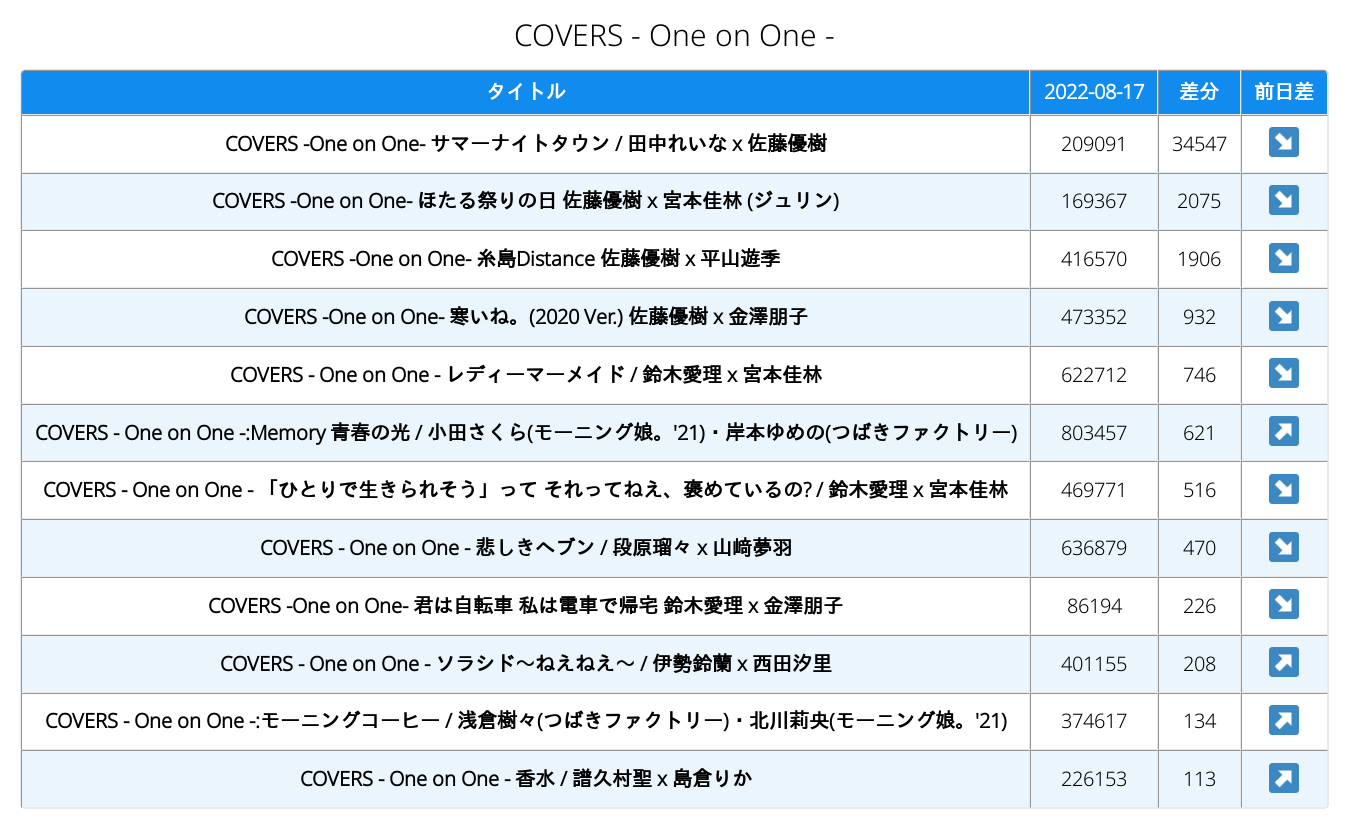 COVERS - One on One -
タイトル 2022-08-17 差分 前日差
COVERS -One on One- サマーナイトタウン / 田中れいな x 佐藤優樹 209091 34547 ↘
COVERS -One on One- ほたる祭りの日 佐藤優樹 x 宮本佳林 (ジュリン) 169367 2075 ↘
COVERS -One on One- 糸島Distance 佐藤優樹 x 平山遊季 416570 1906 ↘
COVERS -One on One- 寒いね。(2020 Ver.) 佐藤優樹 x 金澤朋子 473352 932 ↘
COVERS - One on One - レディーマーメイド / 鈴木愛理 x 宮本佳林 622712 746 ↘
COVERS - One on One -:Memory 青春の光 / 小田さくら(モーニング娘。'21)・岸本ゆめの(つばきファクトリー) 803457 621 ↗
COVERS - One on One - 「ひとりで生きられそう」って それってねえ、褒めているの? / 鈴木愛理 x 宮本佳林 469771 516 ↘
COVERS - One on One - 悲しきヘブン / 段原瑠々 x 山﨑夢羽 636879 470 ↘
COVERS -One on One- 君は自転車 私は電車で帰宅 鈴木愛理 x 金澤朋子 86194 226 ↘
COVERS - One on One - ソラシド〜ねえねえ〜 / 伊勢鈴蘭 x 西田汐里 401155 208 ↗
COVERS - One on One -:モーニングコーヒー / 浅倉樹々(つばきファクトリー)・北川莉央(モーニング娘。'21) 374617 134 ↗
COVERS - One on One - 香水 / 譜久村聖 x 島倉りか 226153 113 ↗